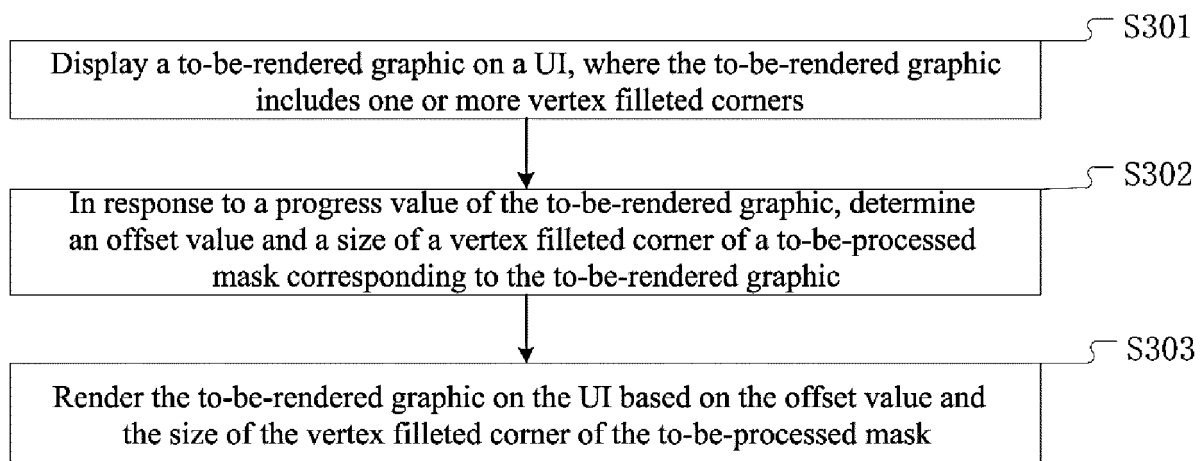 S301
Display a to-be-rendered graphic on a UI, where the to-be-rendered graphic
includes one or more vertex filleted corners
S302
In response to a progress value of the to-be-rendered graphic, determine
an offset value and a size of a vertex filleted corner of a to-be-processed
mask corresponding to the to-be-rendered graphic
S303
Render the to-be-rendered graphic on the UI based on the offset value and
the size of the vertex filleted corner of the to-be-processed mask